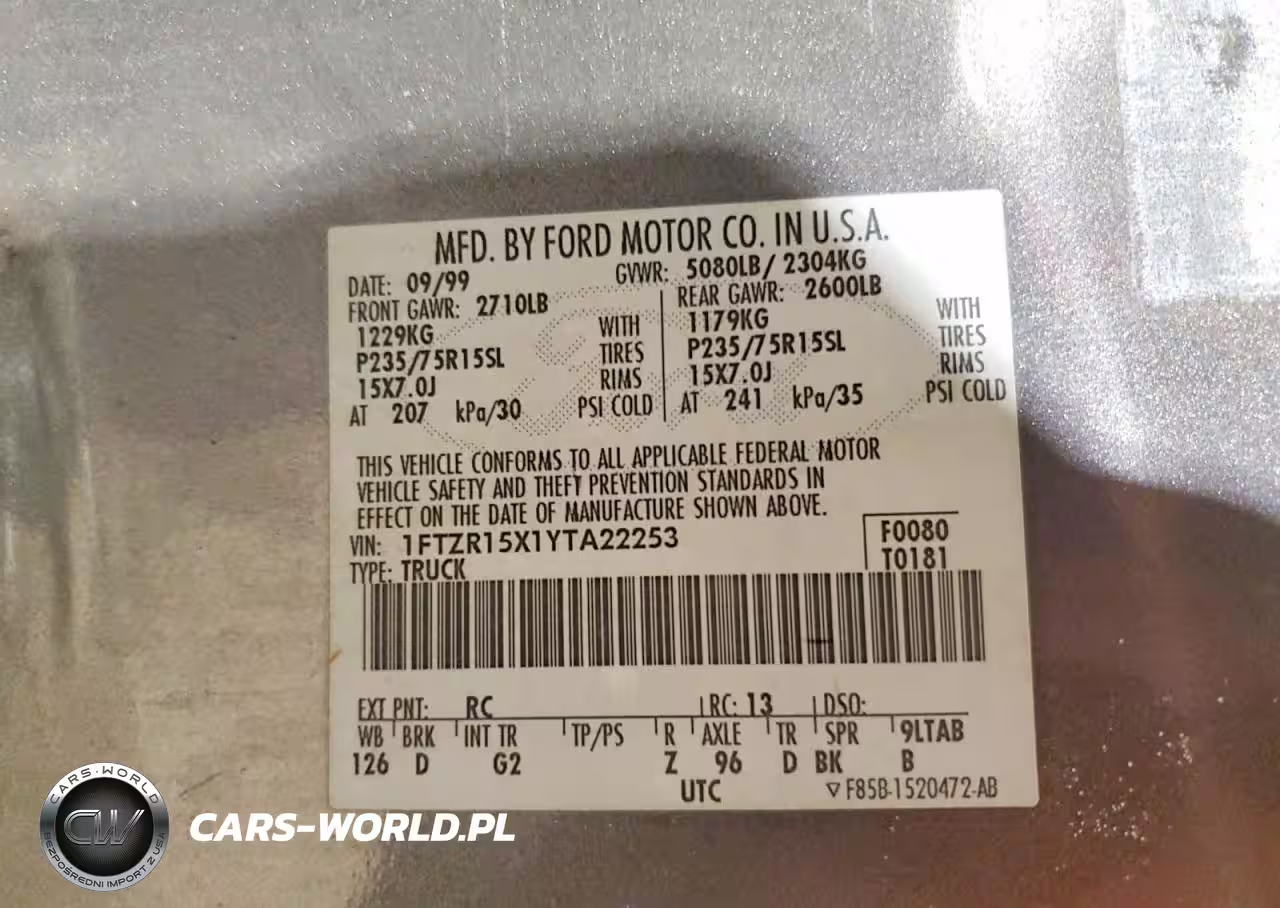 MFD. BY FORD MOTOR CO. IN U.S.A.
DATE: 09/99 GVWR: 5080LB/ 2304KG
FRONT GAWR: 2710LB REAR GAWR: 2600LB
1229KG WITH 1179KG WITH
P235/75R15SL TIRES P235/75R15SL TIRES
15X7.0J RIMS 15X7.0J RIMS
AT 207 kPa/30 PSI COLD AT 241 kPa/35 PSI COLD
THIS VEHICLE CONFORMS TO ALL APPLICABLE FEDERAL MOTOR
VEHICLE SAFETY AND THEFT PREVENTION STANDARDS IN
EFFECT ON THE DATE OF MANUFACTURE SHOWN ABOVE.
VIN: 1FTZR15X1YTA22253 F0080
TYPE: TRUCK T0181
EXT PNT: RC RC: 13 DSO:
WB BRK INT TR TP/PS R AXLE TR SPR 9LTAB
126 D G2 Z 96 D BK B
UTC ▽ F85B-1520472-AB
CARS-WORLD
CW
BEZPOŚREDNI IMPORT Z USA
CARS-WORLD.PL